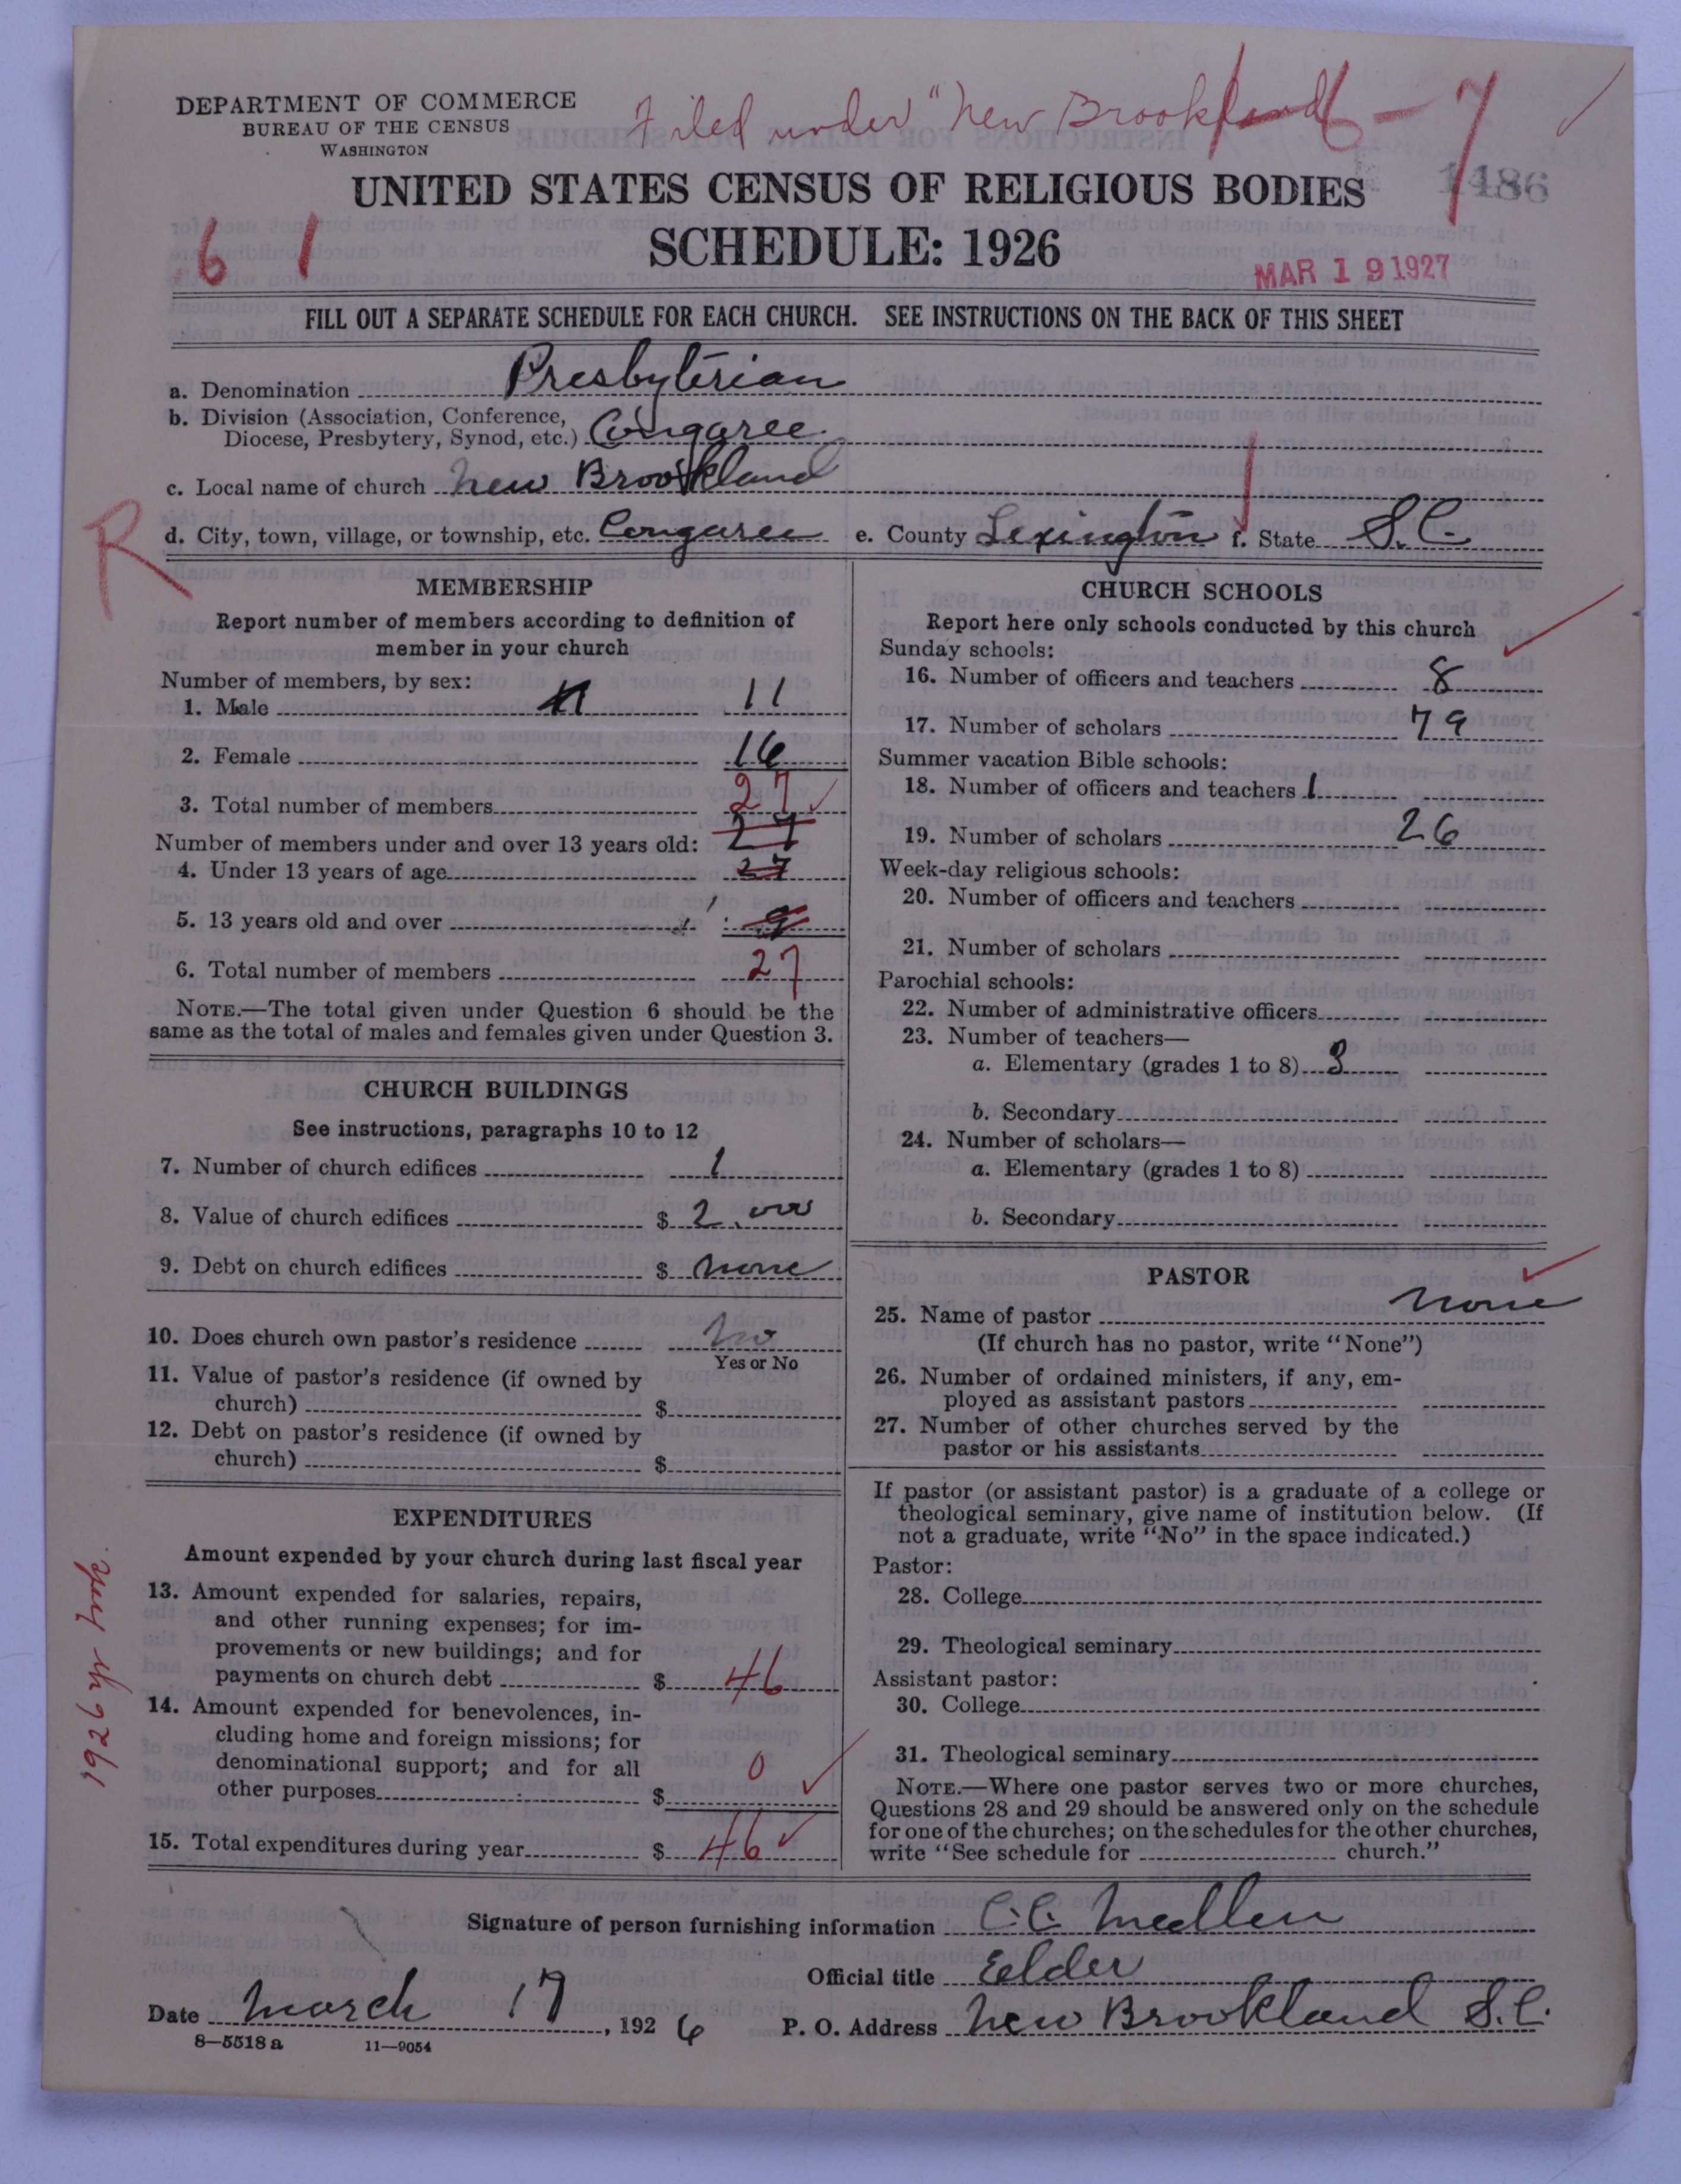 DEPARTMENT OF COMMERCE
BUREAU OF THE CENSUS
WASHINGTON
Filed under "New Brookland
1-6-7
1486
UNITED STATES CENSUS OF RELIGIOUS BODIES
SCHEDULE: 1926
6 1
MAR 19 1927
FILL OUT A SEPARATE SCHEDULE FOR EACH CHURCH. SEE INSTRUCTIONS ON THE BACK OF THIS SHEET
a. Denomination Presbyterian
b. Division (Association, Conference,
Diocese, Presbytery, Synod, etc.) Congaree
c. Local name of church New Brookland
R
d. City, town, village, or township, etc. Congaree e. County Lexington f. State S.C.
MEMBERSHIP
Report number of members according to definition of
member in your church
Number of members, by sex:
1. Male 11 11
2. Female 16
3. Total number of members 27
27
Number of members under and over 13 years old:
4. Under 13 years of age 27
5. 13 years old and over
6. Total number of members 27
NOTE.—The total given under Question 6 should be the
same as the total of males and females given under Question 3.
CHURCH BUILDINGS
See instructions, paragraphs 10 to 12
7. Number of church edifices 1
8. Value of church edifices $ 2.000
9. Debt on church edifices $ none
10. Does church own pastor's residence No
Yes or No
11. Value of pastor's residence (if owned by
church) $
12. Debt on pastor's residence (if owned by
church) $
EXPENDITURES
Amount expended by your church during last fiscal year
13. Amount expended for salaries, repairs,
and other running expenses; for im-
provements or new buildings; and for
payments on church debt $ 46
14. Amount expended for benevolences, in-
cluding home and foreign missions; for
denominational support; and for all
other purposes $ 0
15. Total expenditures during year $ 46
1926 yr
CHURCH SCHOOLS
Report here only schools conducted by this church
Sunday schools:
16. Number of officers and teachers 8
17. Number of scholars 79
Summer vacation Bible schools:
18. Number of officers and teachers 1
19. Number of scholars 26
Week-day religious schools:
20. Number of officers and teachers
21. Number of scholars
Parochial schools:
22. Number of administrative officers
23. Number of teachers—
a. Elementary (grades 1 to 8) 3
b. Secondary
24. Number of scholars—
a. Elementary (grades 1 to 8)
b. Secondary
PASTOR
25. Name of pastor None
(If church has no pastor, write "None")
26. Number of ordained ministers, if any, em-
ployed as assistant pastors
27. Number of other churches served by the
pastor or his assistants
If pastor (or assistant pastor) is a graduate of a college or
theological seminary, give name of institution below. (If
not a graduate, write "No" in the space indicated.)
Pastor:
28. College
29. Theological seminary
Assistant pastor:
30. College
31. Theological seminary
NOTE.—Where one pastor serves two or more churches,
Questions 28 and 29 should be answered only on the schedule
for one of the churches; on the schedules for the other churches,
write "See schedule for church."
Signature of person furnishing information C.C. Medlen
Official title Elder
Date March 17, 1926
P. O. Address New Brookland S.C.
8—5518 a 11—9054